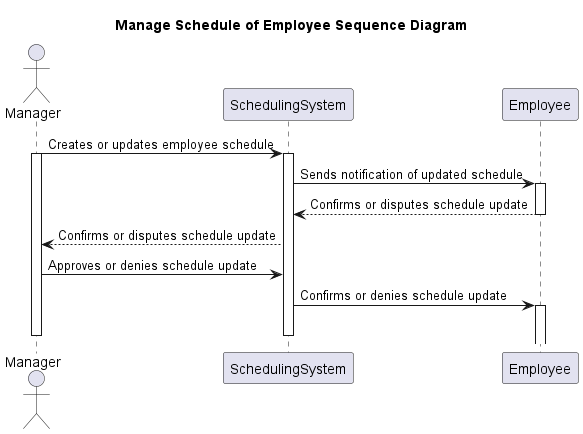 Manage Schedule of Employee Sequence Diagram
Manager
SchedulingSystem
Employee
Creates or updates employee schedule
Sends notification of updated schedule
Confirms or disputes schedule update
Confirms or disputes schedule update
Approves or denies schedule update
Confirms or denies schedule update
Manager
SchedulingSystem
Employee